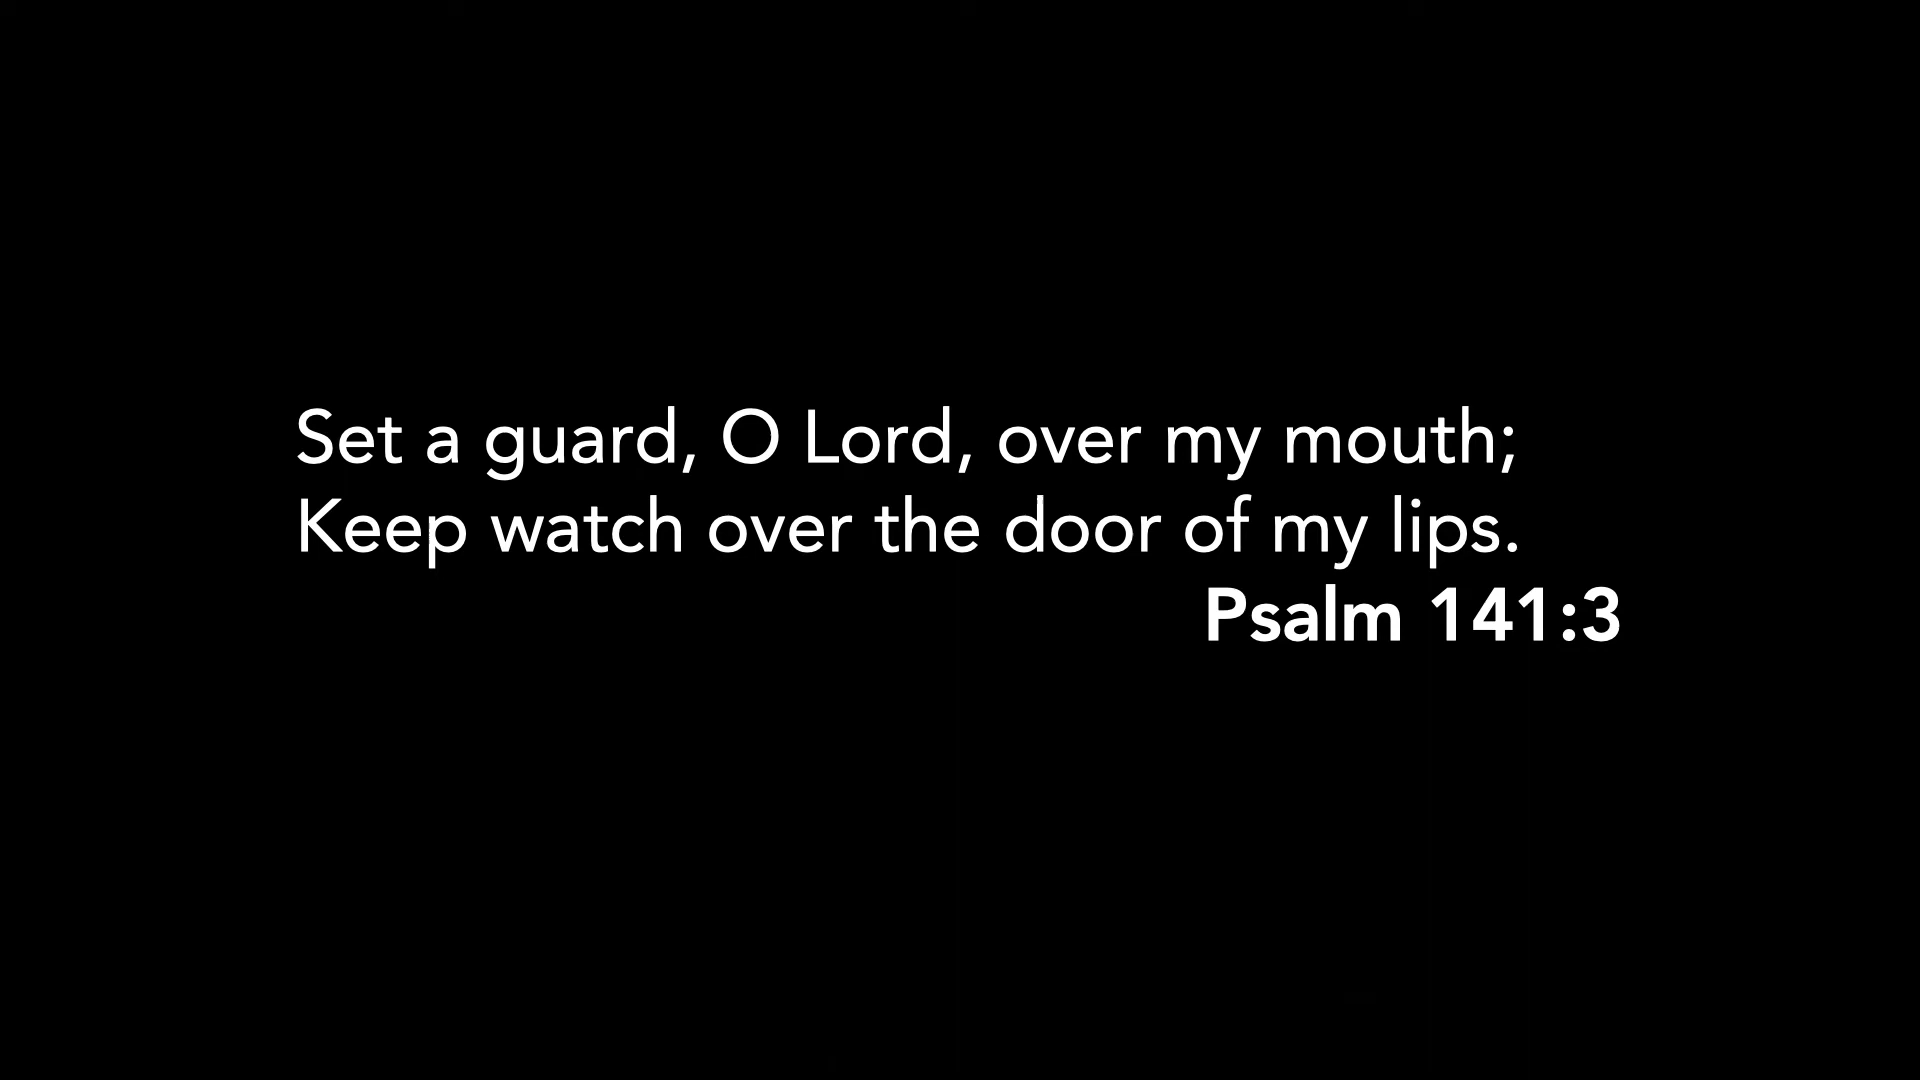 Set a guard, O Lord, over my mouth;
Keep watch over the door of my lips.
Psalm 141:3